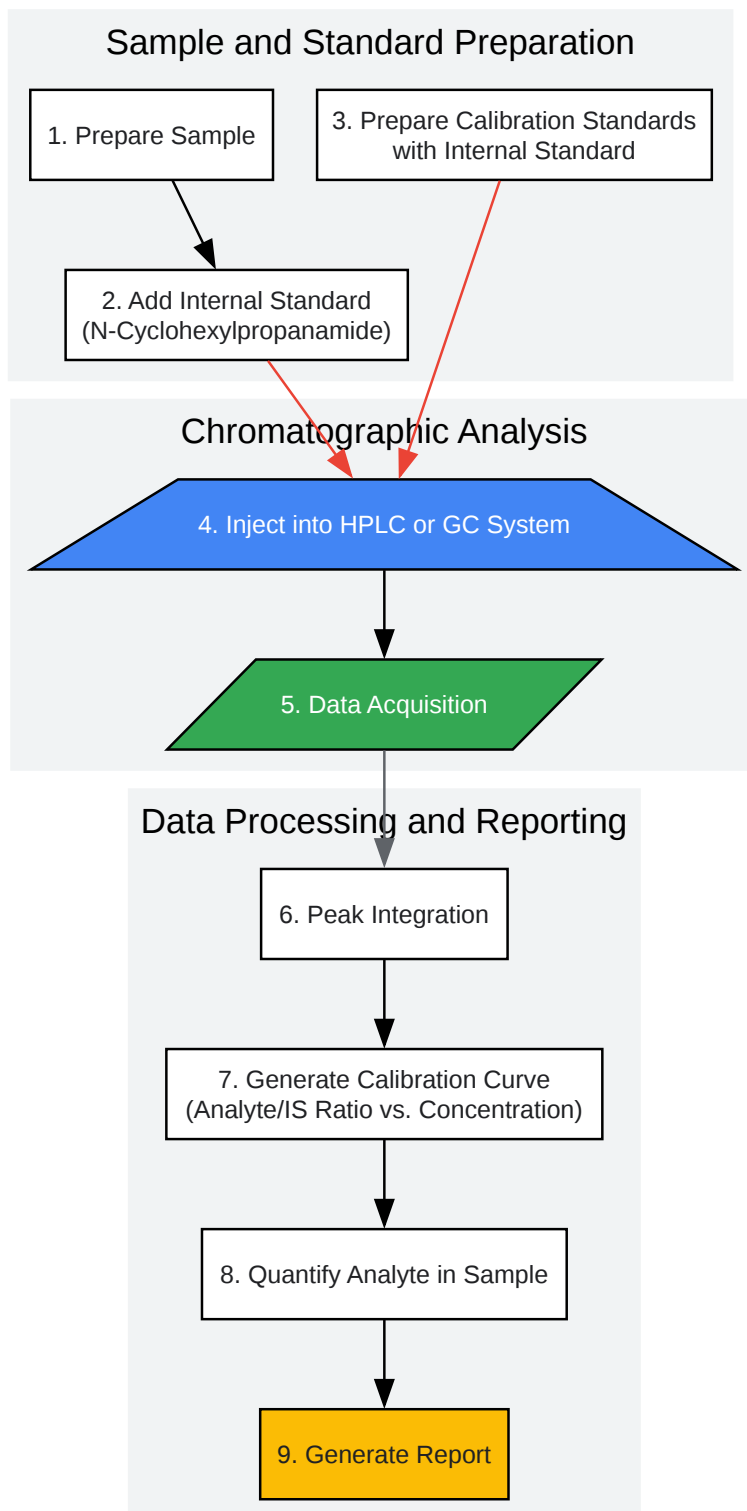 Sample and Standard Preparation
1. Prepare Sample
3. Prepare Calibration Standards
with Internal Standard
2. Add Internal Standard
(N-Cyclohexylpropanamide)
Chromatographic Analysis
4. Inject into HPLC or GC System
5. Data Acquisition
Data Processing and Reporting
6. Peak Integration
7. Generate Calibration Curve
(Analyte/IS Ratio vs. Concentration)
8. Quantify Analyte in Sample
9. Generate Report